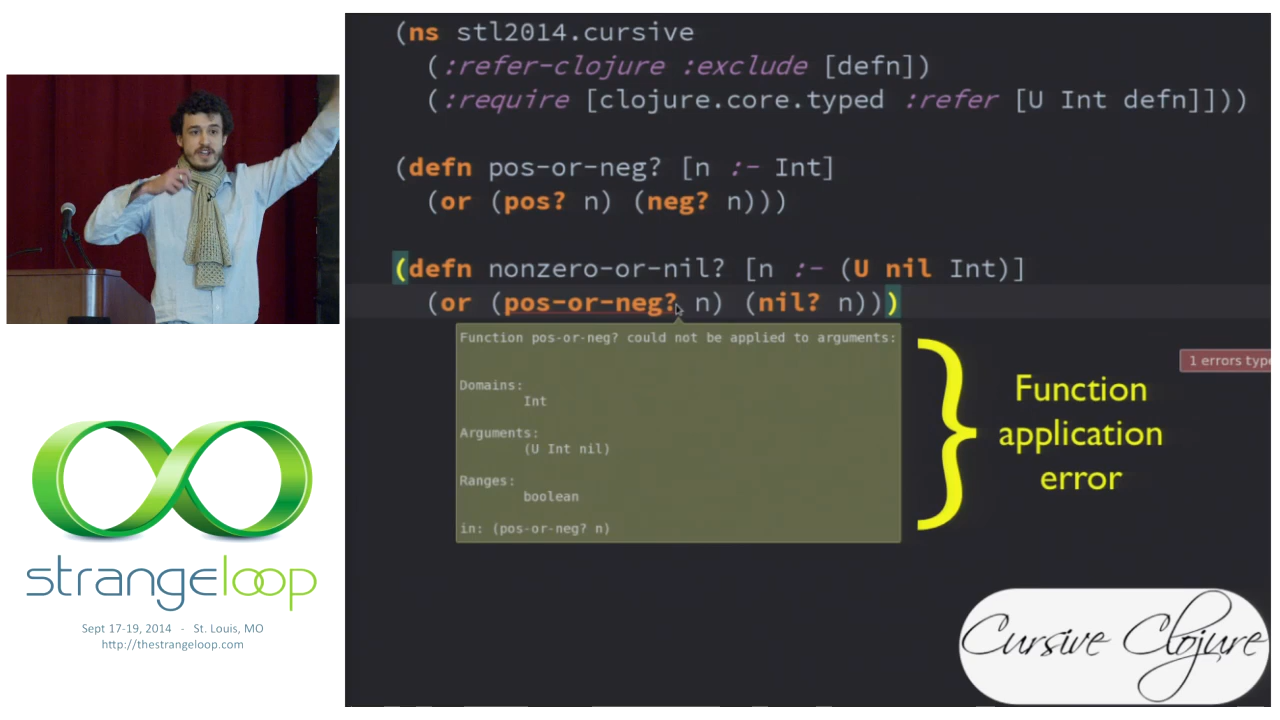 (ns stl2014.cursive
(:refer-clojure :exclude [defn])
(:require [clojure.core.typed :refer [U Int defn]]))
(defn pos-or-neg? [n :- Int]
(or (pos? n) (neg? n)))
(defn nonzero-or-nil? [n :- (U nil Int)]
(or (pos-or-neg? n) (nil? n)))
Function pos-or-neg? could not be applied to arguments:
Domains:
Int
Arguments:
(U Int nil)
Ranges:
boolean
in: (pos-or-neg? n)
1 errors type
Function
application
error
Cursive Clojure
strangeloop
Sept 17-19, 2014 - St. Louis, MO
http://thestrangeloop.com